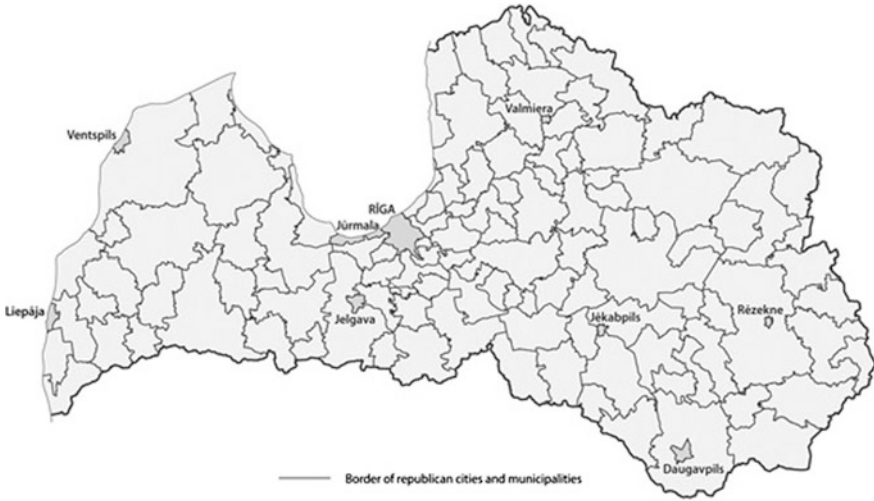 Valmiera
Ventspils
RĪGA
Jūrmala
Liepāja
Jelgava
Jēkabpils
Rēzekne
Daugavpils
Border of republican cities and municipalities